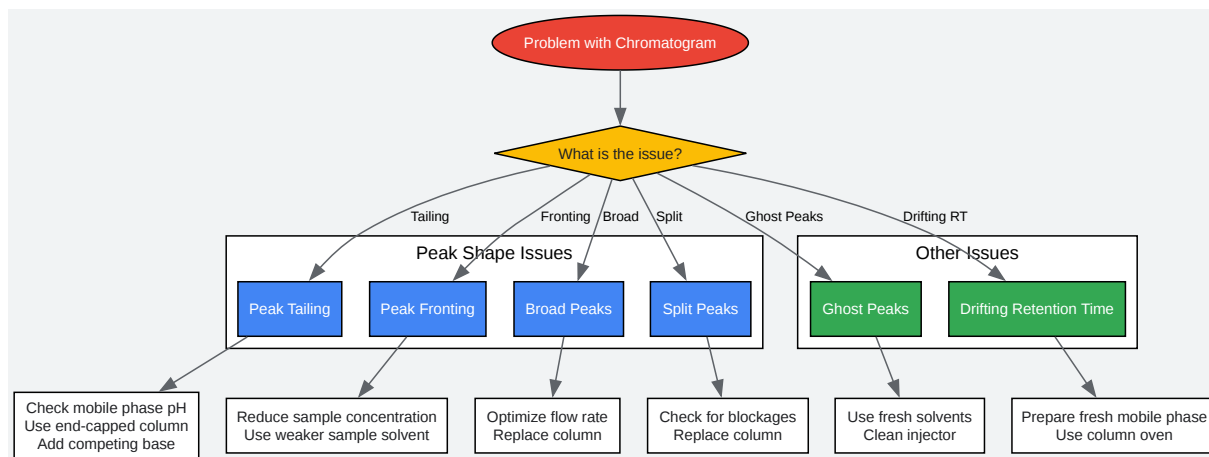 Problem with Chromatogram
What is the issue?
Tailing
Fronting
Broad
Split
Ghost Peaks
Drifting RT
Peak Shape Issues
Other Issues
Peak Tailing
Peak Fronting
Broad Peaks
Split Peaks
Ghost Peaks
Drifting Retention Time
Check mobile phase pH
Use end-capped column
Add competing base
Reduce sample concentration
Use weaker sample solvent
Optimize flow rate
Replace column
Check for blockages
Replace column
Use fresh solvents
Clean injector
Prepare fresh mobile phase
Use column oven